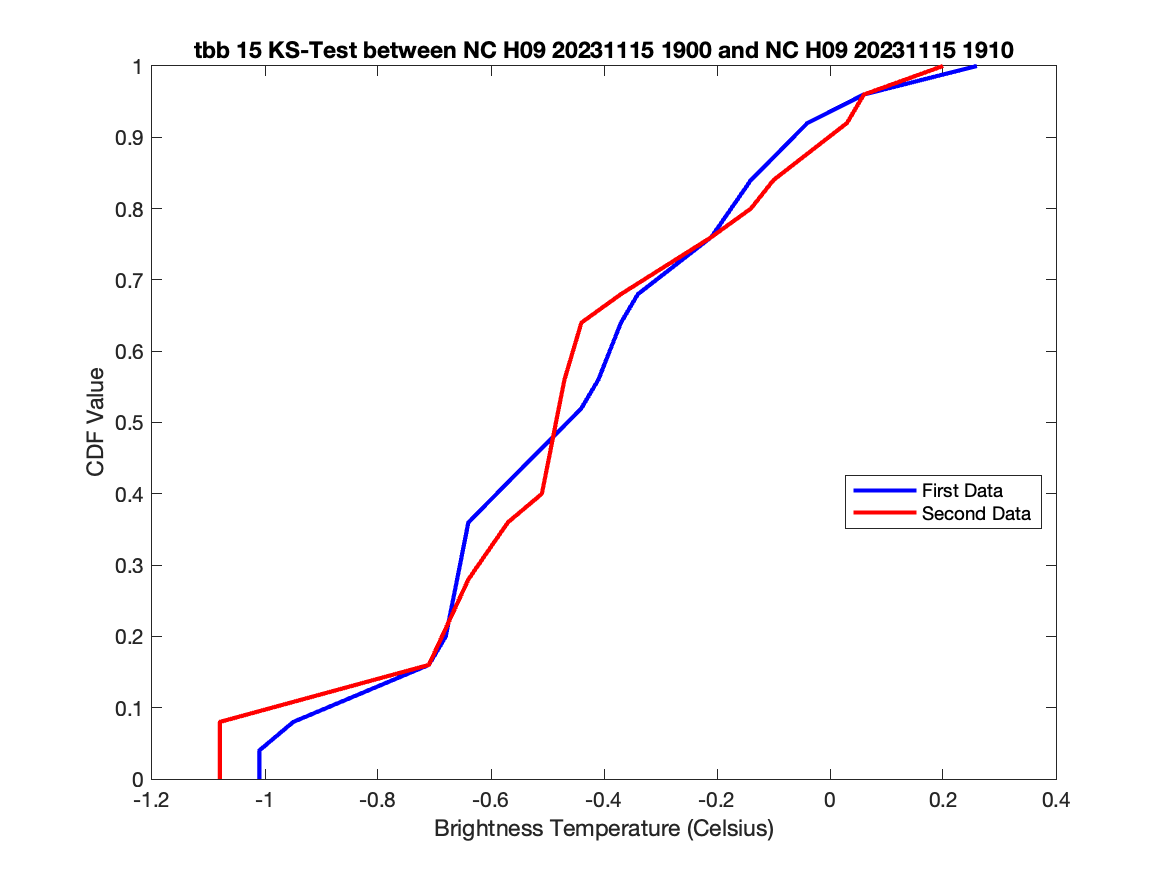 tbb 15 KS-Test between NC H09 20231115 1900 and NC H09 20231115 1910
1
0.9
0.8
0.7
0.6
0.5
0.4
0.3
0.2
0.1
0
CDF Value
First Data
Second Data
-1.2 -1 -0.8 -0.6 -0.4 -0.2 0 0.2 0.4
Brightness Temperature (Celsius)